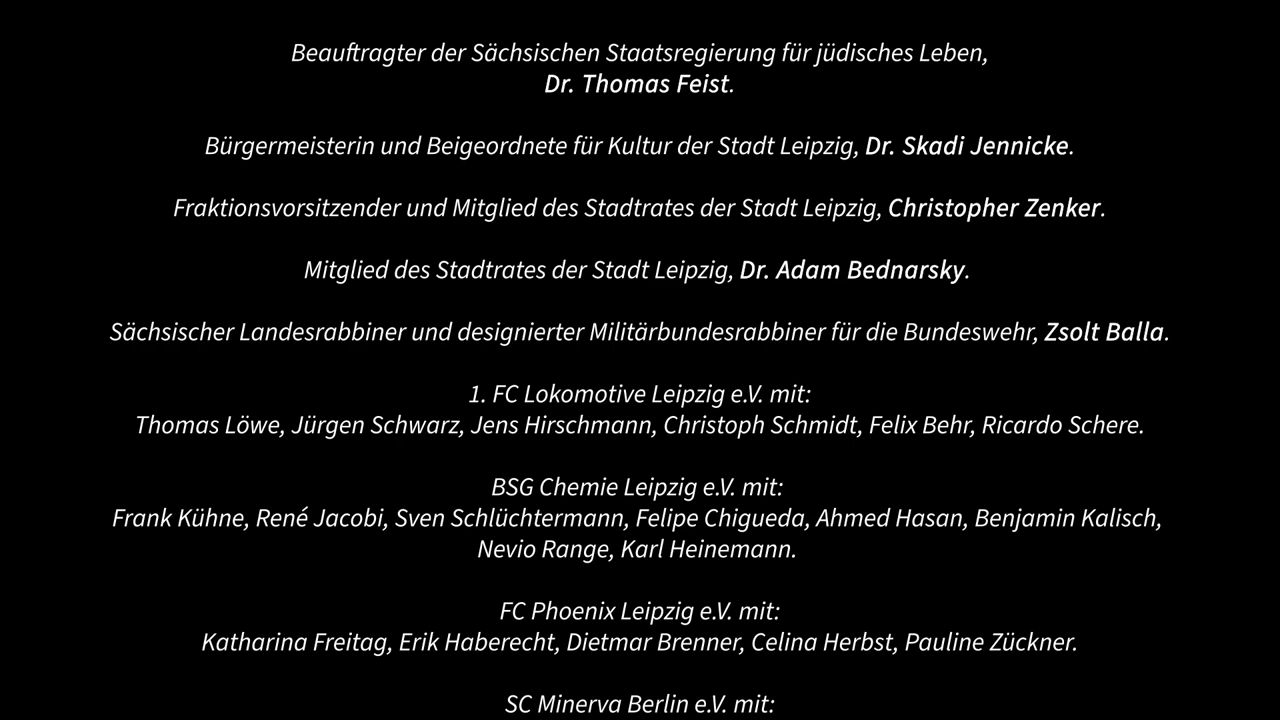 Beauftragter der Sächsischen Staatsregierung für jüdisches Leben,
Dr. Thomas Feist.
Bürgermeisterin und Beigeordnete für Kultur der Stadt Leipzig, Dr. Skadi Jennicke.
Fraktionsvorsitzender und Mitglied des Stadtrates der Stadt Leipzig, Christopher Zenker.
Mitglied des Stadtrates der Stadt Leipzig, Dr. Adam Bednarsky.
Sächsischer Landesrabbiner und designierter Militärbundesrabbiner für die Bundeswehr, Zsolt Balla.
1. FC Lokomotive Leipzig e.V. mit:
Thomas Löwe, Jürgen Schwarz, Jens Hirschmann, Christoph Schmidt, Felix Behr, Ricardo Schere.
BSG Chemie Leipzig e.V. mit:
Frank Kühne, René Jacobi, Sven Schlüchtermann, Felipe Chigueda, Ahmed Hasan, Benjamin Kalisch,
Nevio Range, Karl Heinemann.
FC Phoenix Leipzig e.V. mit:
Katharina Freitag, Erik Haberecht, Dietmar Brenner, Celina Herbst, Pauline Zückner.
SC Minerva Berlin e.V. mit: